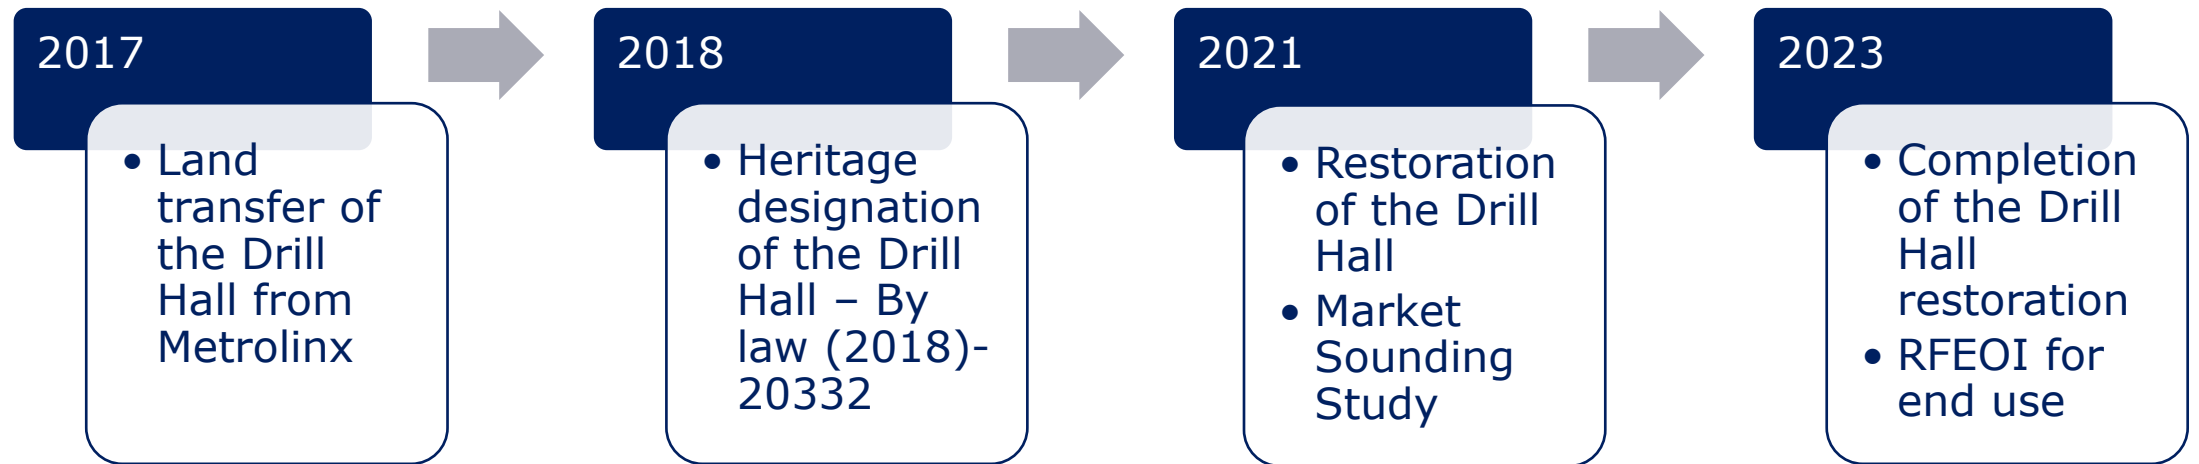 2017
• Land
transfer of
the Drill
Hall from
Metrolinx
2018
• Heritage
designation
of the Drill
Hall – By
law (2018)-
20332
2021
• Restoration
of the Drill
Hall
• Market
Sounding
Study
2023
• Completion
of the Drill
Hall
restoration
• RFEOI for
end use